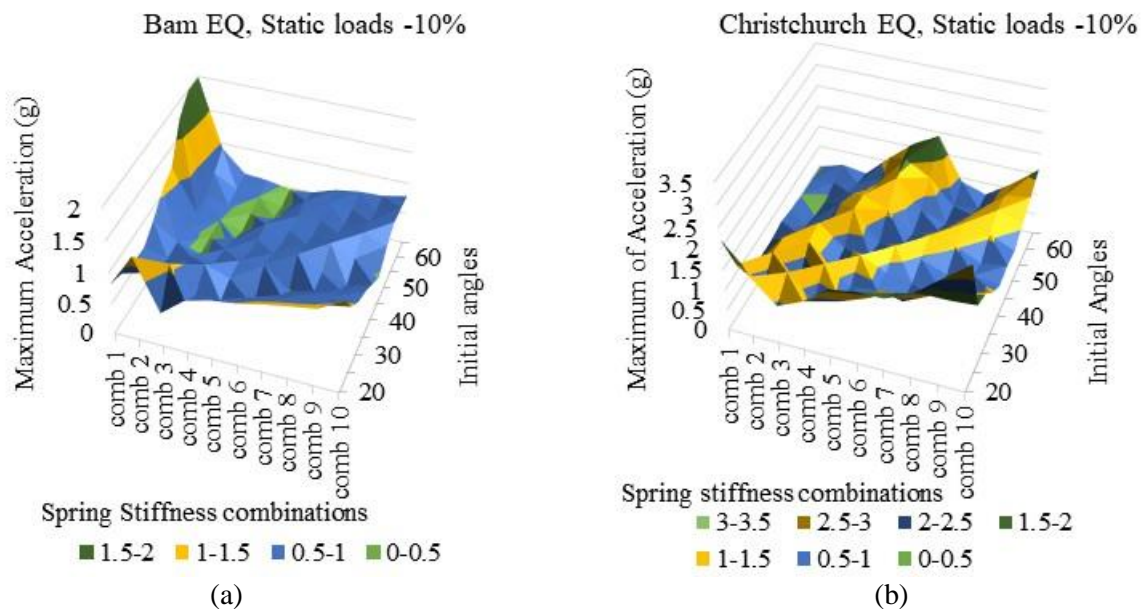 Bam EQ, Static loads -10%
Maximum Acceleration (g)
2
1.5
1
0.5
0
comb 1
comb 2
comb 3
comb 4
comb 5
comb 6
comb 7
comb 8
comb 9
comb 10
20
30
40
50
60
Initial angles
Spring Stiffness combinations
1.5-2 1-1.5 0.5-1 0-0.5
(a)
Christchurch EQ, Static loads -10%
Maximum of Acceleration (g)
3.5
3
2.5
2
1.5
1
0.5
0
comb 1
comb 2
comb 3
comb 4
comb 5
comb 6
comb 7
comb 8
comb 9
comb 10
20
30
40
50
60
Initial Angles
Spring stiffness combinations
3-3.5 2.5-3 2-2.5 1.5-2
1-1.5 0.5-1 0-0.5
(b)